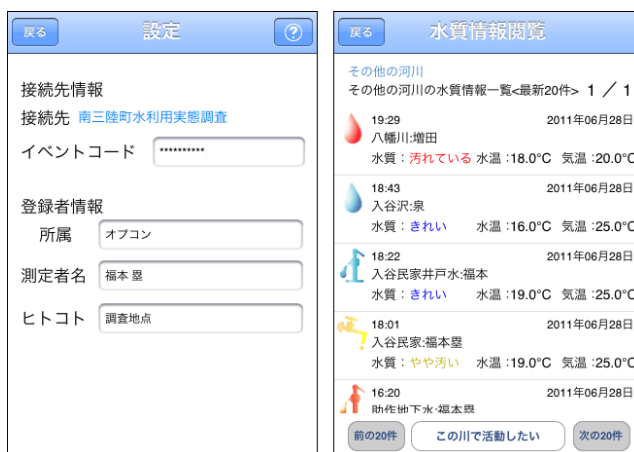 戻る
設定
?
接続先情報
接続先 南三陸町水利用実態調査
イベントコード **********
登録者情報
所属 オプコン
測定者名 福本 塁
ヒトコト 調査地点
戻る
水質情報閲覧
その他の河川
その他の河川の水質情報一覧<最新20件> 1 / 1
19:29 2011年06月28日
八幡川:増田
水質：汚れている 水温：18.0°C 気温：20.0°C
18:43 2011年06月28日
入谷沢:泉
水質：きれい 水温：16.0°C 気温：25.0°C
18:22 2011年06月28日
入谷民家井戸水:福本
水質：きれい 水温：19.0°C 気温：25.0°C
18:01 2011年06月28日
入谷民家:福本塁
水質：やや汚い 水温：19.0°C 気温：25.0°C
16:20 2011年06月28日
助作地下水:福本塁
前の20件
この川で活動したい
次の20件